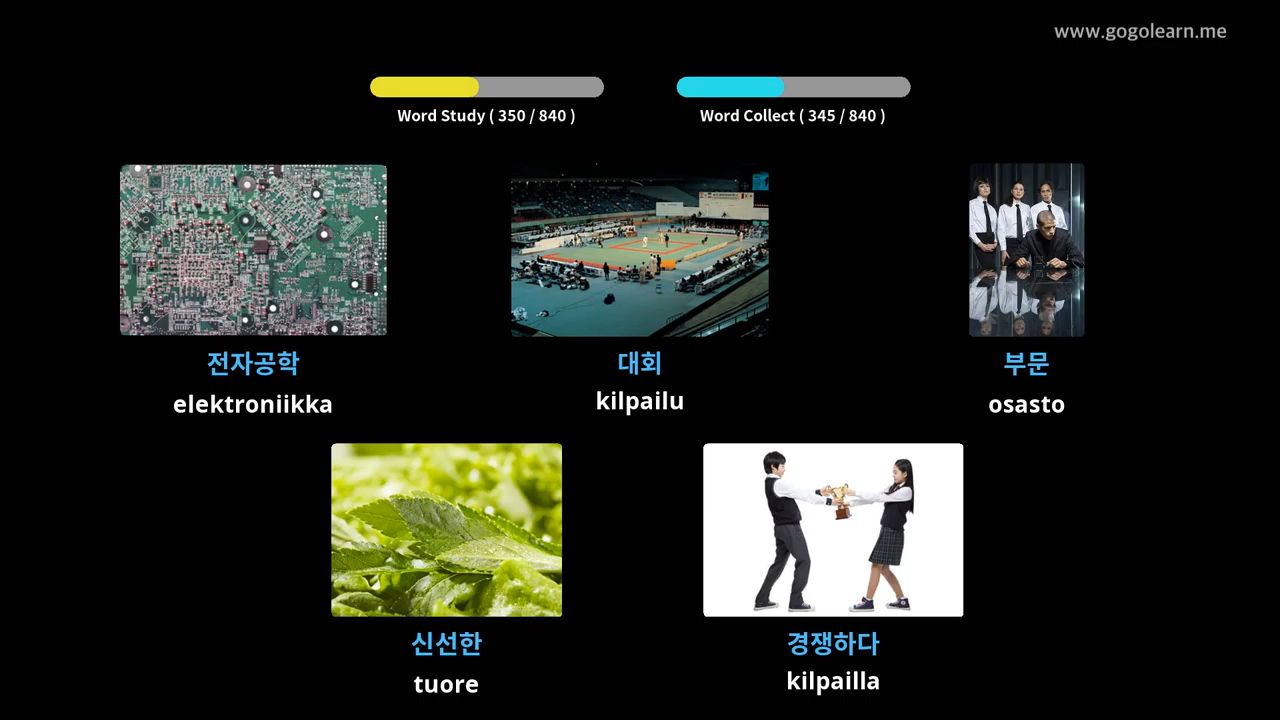 www.gogolearn.me
Word Study ( 350 / 840 )
Word Collect ( 345 / 840 )
전자공학
elektroniikka
대회
kilpailu
부문
osasto
신선한
tuore
경쟁하다
kilpailla